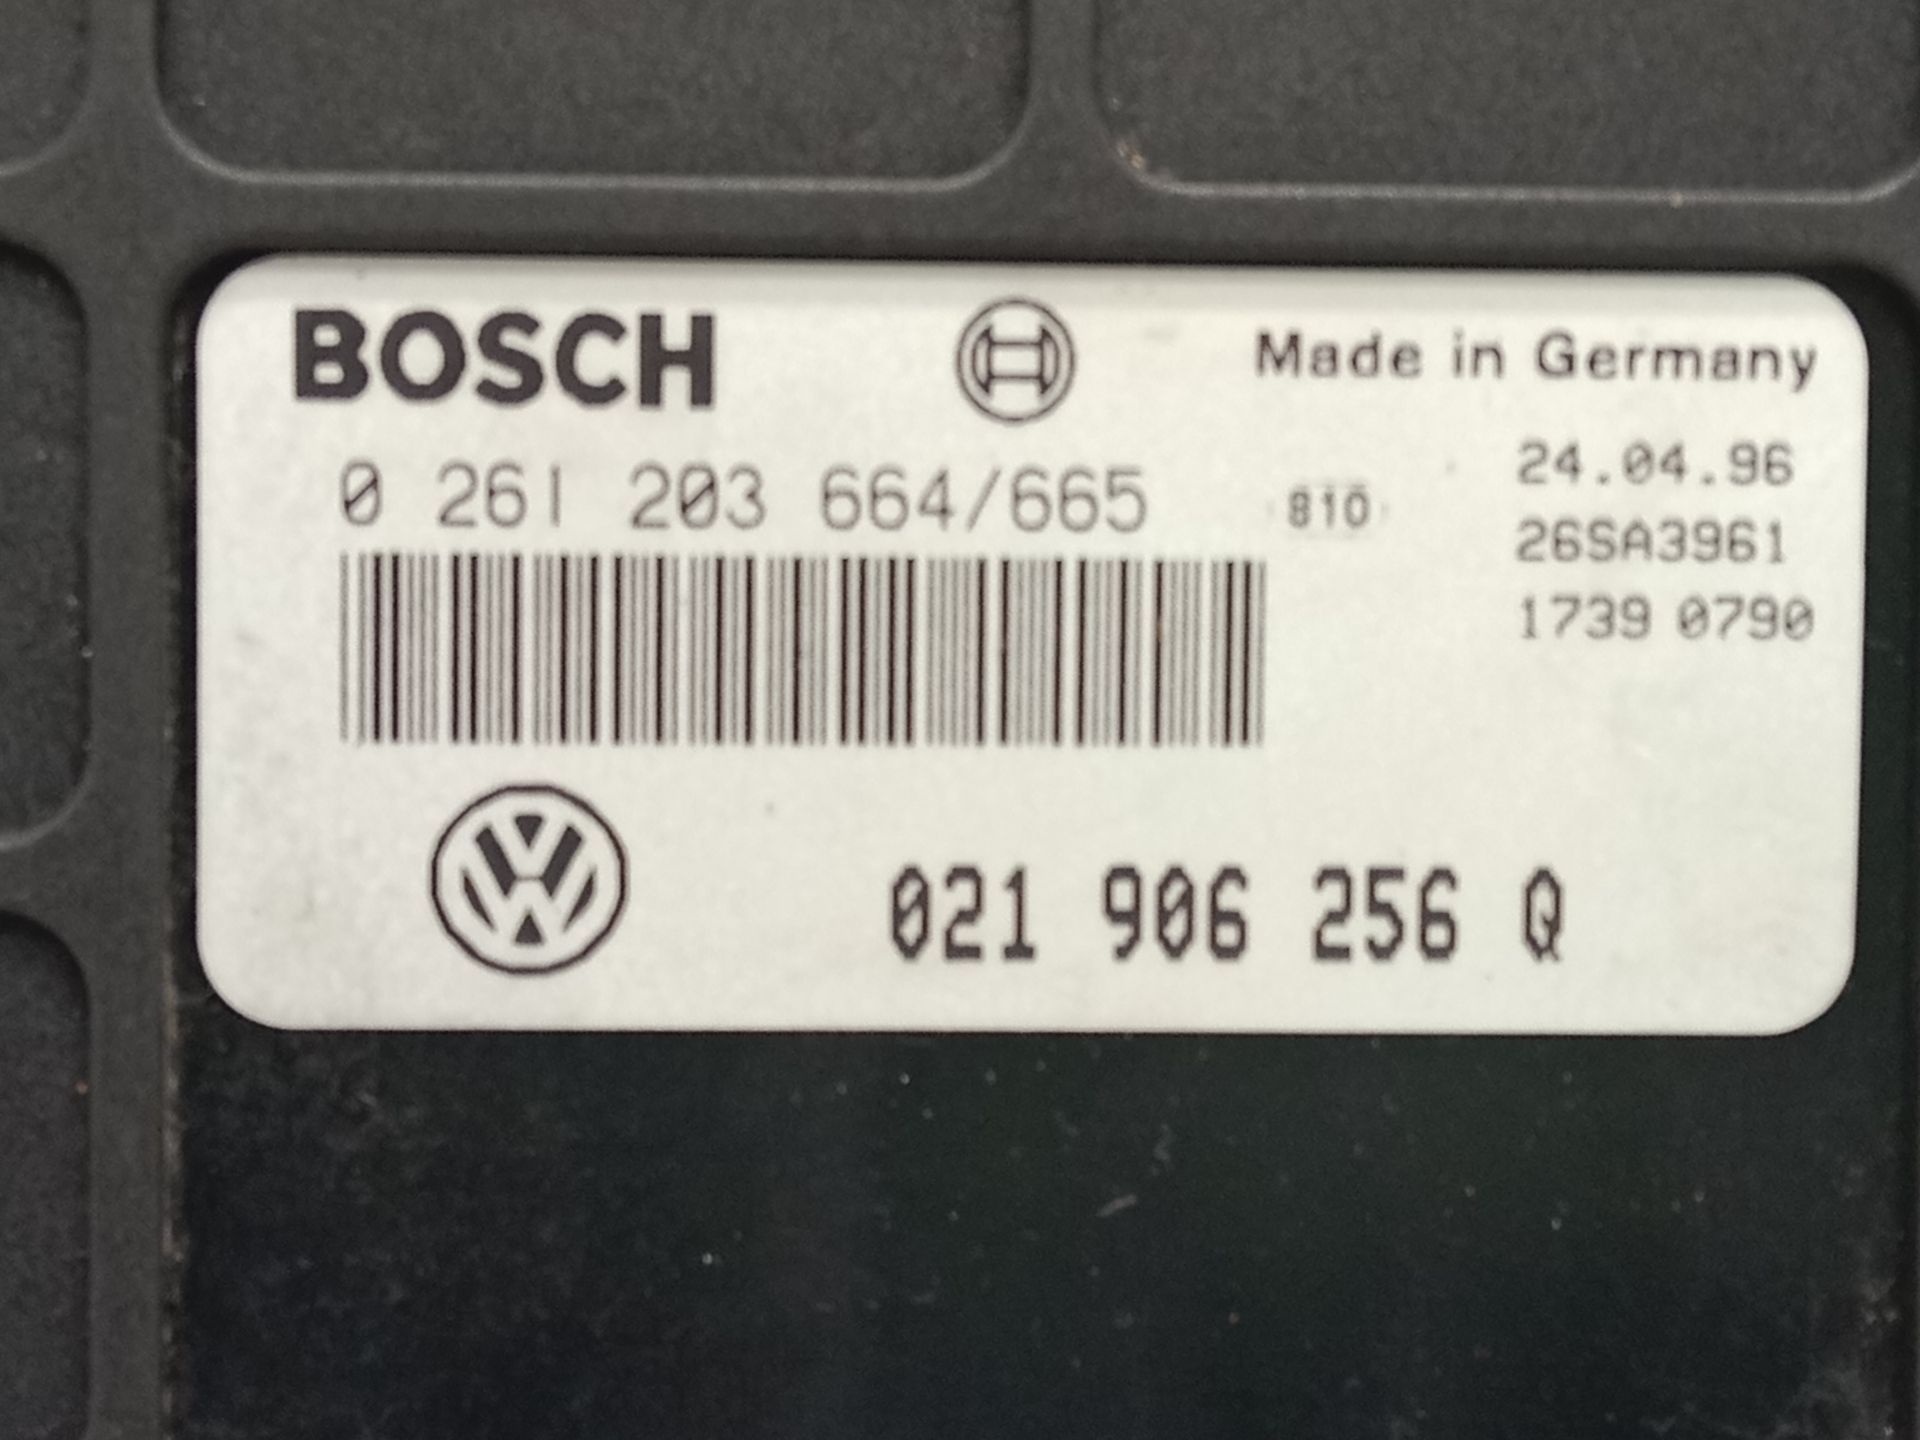 BOSCH
Made in Germany
24.04.96
0 261 203 664/665
810
26SA3961
1739 0790
021 906 256 Q